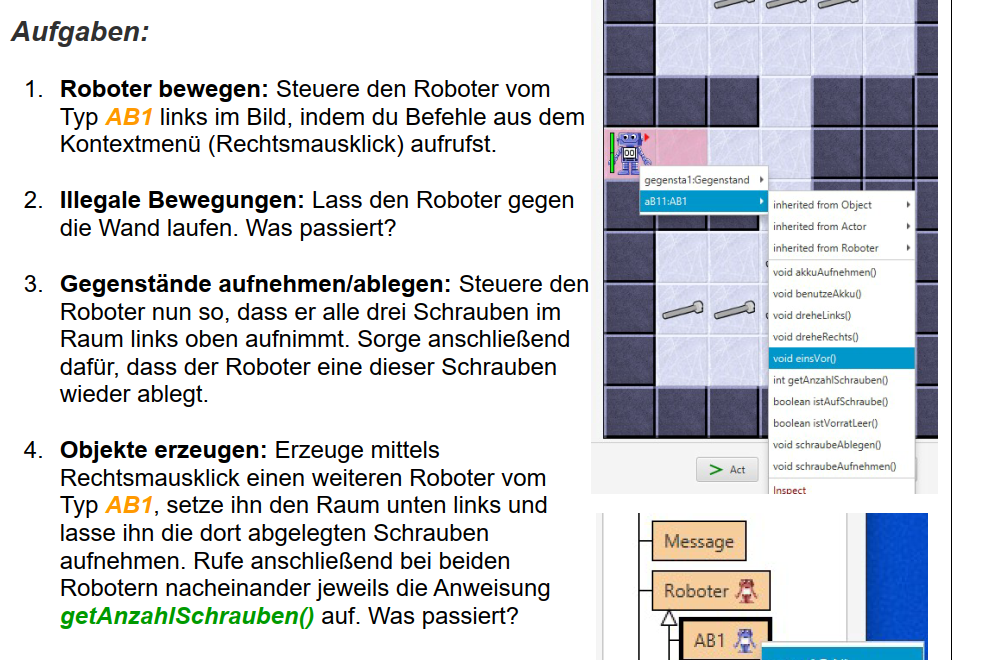 Aufgaben:
1. Roboter bewegen: Steuere den Roboter vom
Typ AB1 links im Bild, indem du Befehle aus dem
Kontextmenü (Rechtsmausklick) aufrufst.
2. Illegale Bewegungen: Lass den Roboter gegen
die Wand laufen. Was passiert?
3. Gegenstände aufnehmen/ablegen: Steuere den
Roboter nun so, dass er alle drei Schrauben im
Raum links oben aufnimmt. Sorge anschließend
dafür, dass der Roboter eine dieser Schrauben
wieder ablegt.
4. Objekte erzeugen: Erzeuge mittels
Rechtsmausklick einen weiteren Roboter vom
Typ AB1, setze ihn den Raum unten links und
lasse ihn die dort abgelegten Schrauben
aufnehmen. Rufe anschließend bei beiden
Robotern nacheinander jeweils die Anweisung
getAnzahlSchrauben() auf. Was passiert?
gegensta1:Gegenstand
aB11:AB1
inherited from Object
inherited from Actor
inherited from Roboter
void akkuAufnehmen()
void benutzeAkku()
void dreheLinks()
void dreheRechts()
void einsVor()
int getAnzahlSchrauben()
boolean istAufSchraube()
boolean istVorratLeer()
void schraubeAblegen()
void schraubeAufnehmen()
Inspect
Act
Message
Roboter
AB1